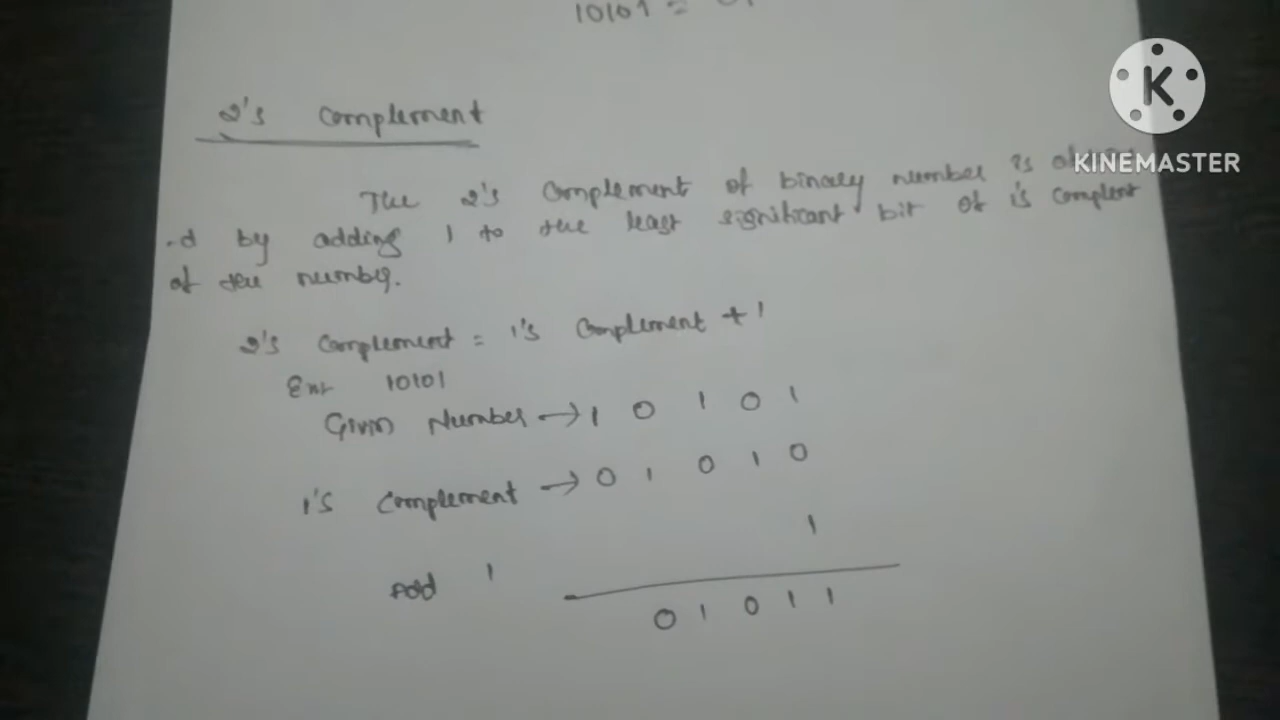 10101 =
2's complement
The 2's complement of binary number is
-d by adding 1 to the least significant bit of 1's complent
of the number.
2's complement = 1's complement + 1
Ex:- 10101
Given Number → 1 0 1 0 1
1's complement → 0 1 0 1 0
1
Add 1
0 1 0 1 1
KINEMASTER